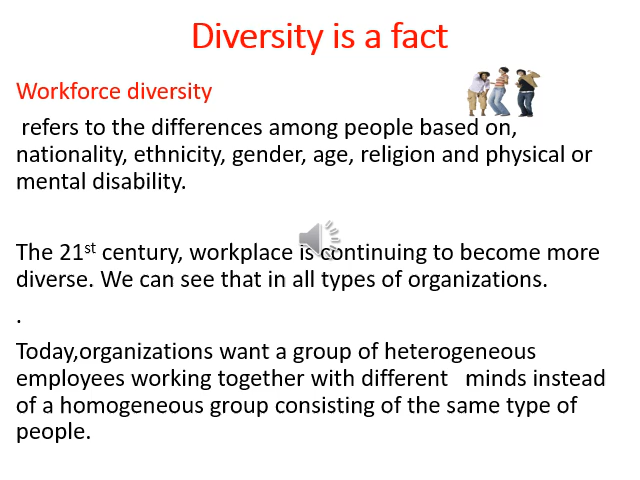 Diversity is a fact
Workforce diversity
refers to the differences among people based on,
nationality, ethnicity, gender, age, religion and physical or
mental disability.
The 21st century, workplace is continuing to become more
diverse. We can see that in all types of organizations.
.
Today,organizations want a group of heterogeneous
employees working together with different   minds instead
of a homogeneous group consisting of the same type of
people.